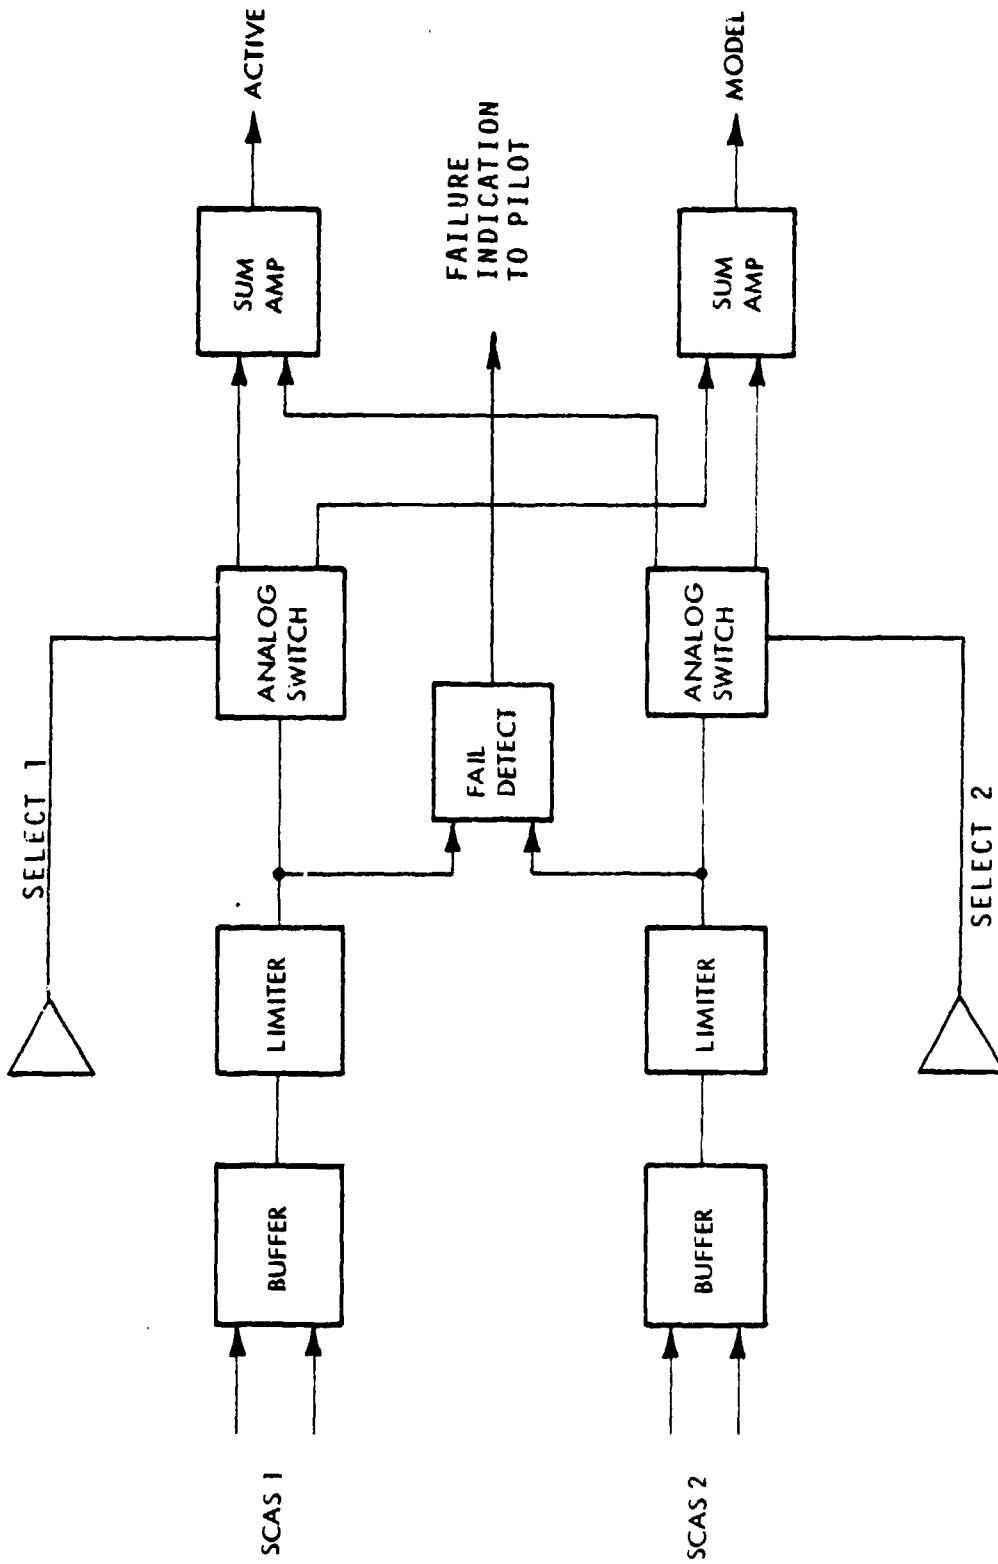 SCAS 1
BUFFER
LIMITER
SELECT 1
ANALOG
SWITCH
SUM
AMP
ACTIVE
FAIL
DETECT
FAILURE
INDICATION
TO PILOT
SCAS 2
BUFFER
LIMITER
SELECT 2
ANALOG
SWITCH
SUM
AMP
MODEL